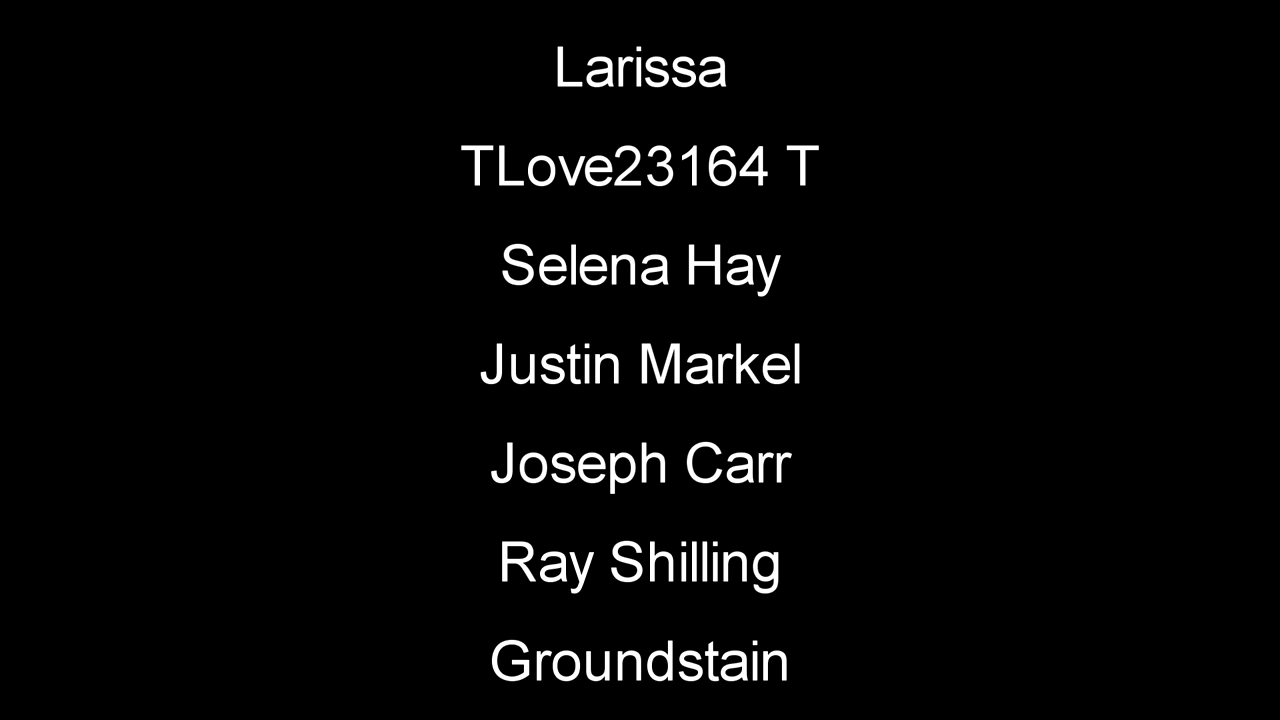 Larissa
TLove23164 T
Selena Hay
Justin Markel
Joseph Carr
Ray Shilling
Groundstain